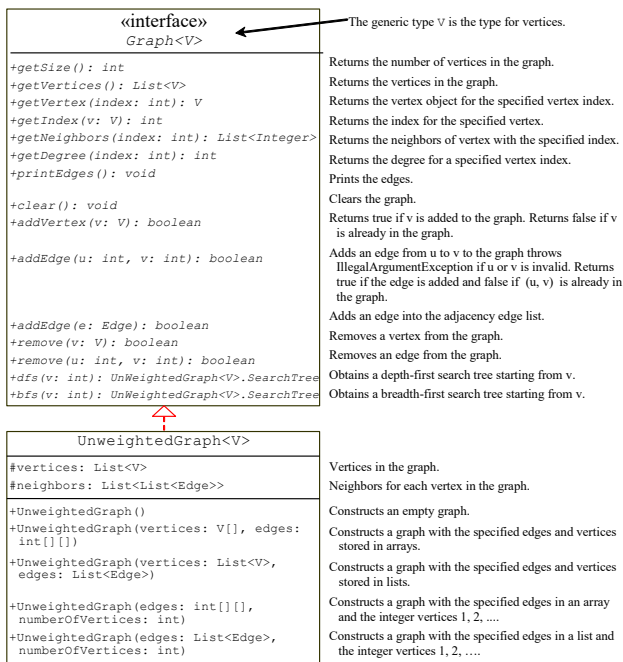 «interface»
Graph<V>
The generic type V is the type for vertices.
+getSize(): int
Returns the number of vertices in the graph.
+getVertices(): List<V>
Returns the vertices in the graph.
+getVertex(index: int): V
Returns the vertex object for the specified vertex index.
+getIndex(v: V): int
Returns the index for the specified vertex.
+getNeighbors(index: int): List<Integer>
Returns the neighbors of vertex with the specified index.
+getDegree(index: int): int
Returns the degree for a specified vertex index.
+printEdges(): void
Prints the edges.
+clear(): void
Clears the graph.
+addVertex(v: V): boolean
Returns true if v is added to the graph. Returns false if v
is already in the graph.
+addEdge(u: int, v: int): boolean
Adds an edge from u to v to the graph throws
IllegalArgumentException if u or v is invalid. Returns
true if the edge is added and false if (u, v) is already in
the graph.
+addEdge(e: Edge): boolean
Adds an edge into the adjacency edge list.
+remove(v: V): boolean
Removes a vertex from the graph.
+remove(u: int, v: int): boolean
Removes an edge from the graph.
+dfs(v: int): UnWeightedGraph<V>.SearchTree
Obtains a depth-first search tree starting from v.
+bfs(v: int): UnWeightedGraph<V>.SearchTree
Obtains a breadth-first search tree starting from v.
UnweightedGraph<V>
#vertices: List<V>
Vertices in the graph.
#neighbors: List<List<Edge>>
Neighbors for each vertex in the graph.
+UnweightedGraph()
Constructs an empty graph.
+UnweightedGraph(vertices: V[], edges:
int[][])
Constructs a graph with the specified edges and vertices
stored in arrays.
+UnweightedGraph(vertices: List<V>,
edges: List<Edge>)
Constructs a graph with the specified edges and vertices
stored in lists.
+UnweightedGraph(edges: int[][],
numberOfVertices: int)
Constructs a graph with the specified edges in an array
and the integer vertices 1, 2, ....
+UnweightedGraph(edges: List<Edge>,
numberOfVertices: int)
Constructs a graph with the specified edges in a list and
the integer vertices 1, 2, ….